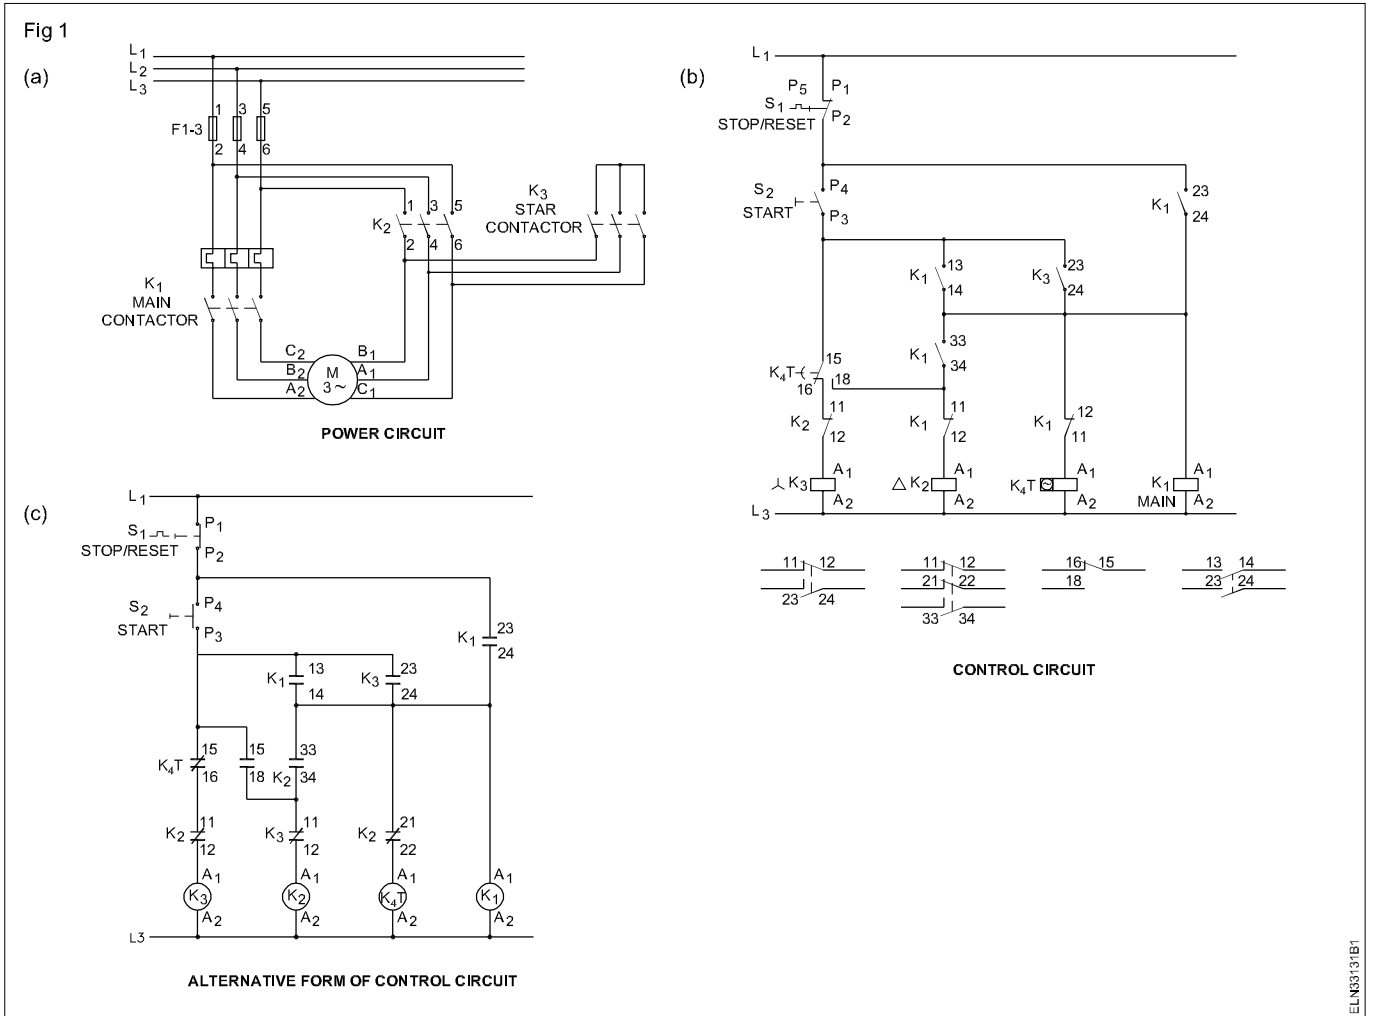 Fig 1
(a)
L1
L2
L3
1 3 5
F1-3
2 4 6
K3
STAR
CONTACTOR
1 3 5
K2
2 4 6
K1
MAIN
CONTACTOR
C2 B1
B2 M A1
3 ~
A2 C1
POWER CIRCUIT
(b)
L1
P5 P1
S1
STOP/RESET P2
S2 P4
START P3
23
K1
24
13 23
K1 K3
14 24
33
K1
34
15
K4T
16 18
11 11 12
K2 K1 K1
12 12 11
A1 A1 A1 A1
K3 △ K2 K4T K1
A2 A2 A2 MAIN A2
L3
11 12 11 12 16 15 13 14
21 22 18 23 24
23 24 33 34
CONTROL CIRCUIT
(c)
L1
S1 P1
STOP/RESET P2
S2 P4
START P3
23
K1
24
13 23
K1 K3
14 24
15 15 33
K4T
16 18 K2 34
11 11 21
K2 K3 K2
12 12 22
A1 A1 A1 A1
K3 K2 K4T K1
A2 A2 A2 A2
L3
ALTERNATIVE FORM OF CONTROL CIRCUIT
ELN33131B1